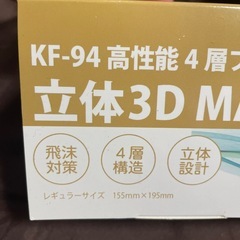 KF-94 高性能4層フ
立体3D MA
飛沫 4層 立体
対策 構造 設計
レギュラーサイズ 155mm×195mm